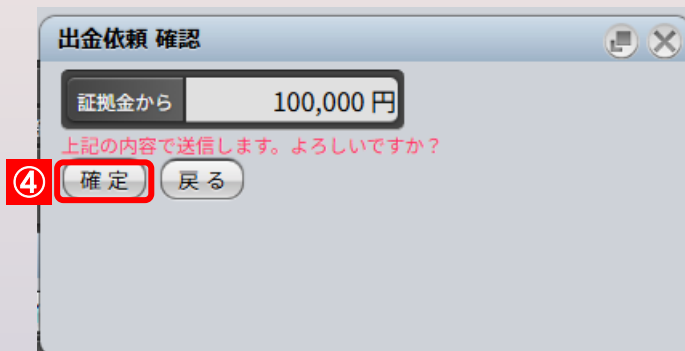 出金依頼 確認
証拠金から 100,000 円
上記の内容で送信します。よろしいですか？
④ 確 定 戻 る